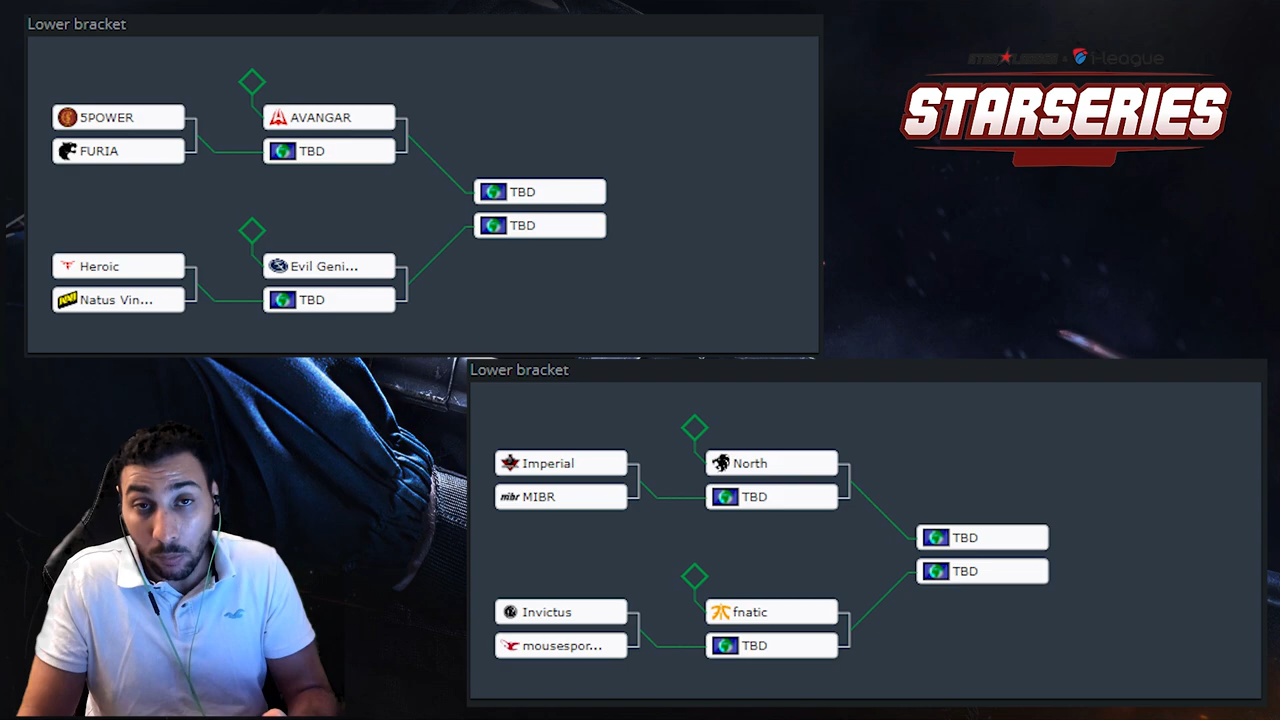 Lower bracket
5POWER
FURIA
AVANGAR
TBD
Heroic
Natus Vin...
Evil Geni...
TBD
TBD
TBD
i-League
STARSERIES
Lower bracket
Imperial
mibr MIBR
North
TBD
Invictus
mousespor...
fnatic
TBD
TBD
TBD